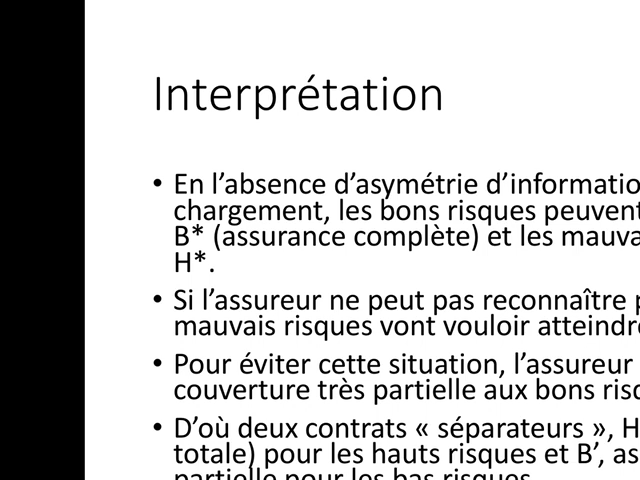 Interprétation
• En l’absence d’asymétrie d’informatio
chargement, les bons risques peuvent
B* (assurance complète) et les mauva
H*.
• Si l’assureur ne peut pas reconnaître
mauvais risques vont vouloir atteindr
• Pour éviter cette situation, l’assureur
couverture très partielle aux bons risq
• D’où deux contrats « séparateurs », H
totale) pour les hauts risques et B’, as
partielle pour les bas risques